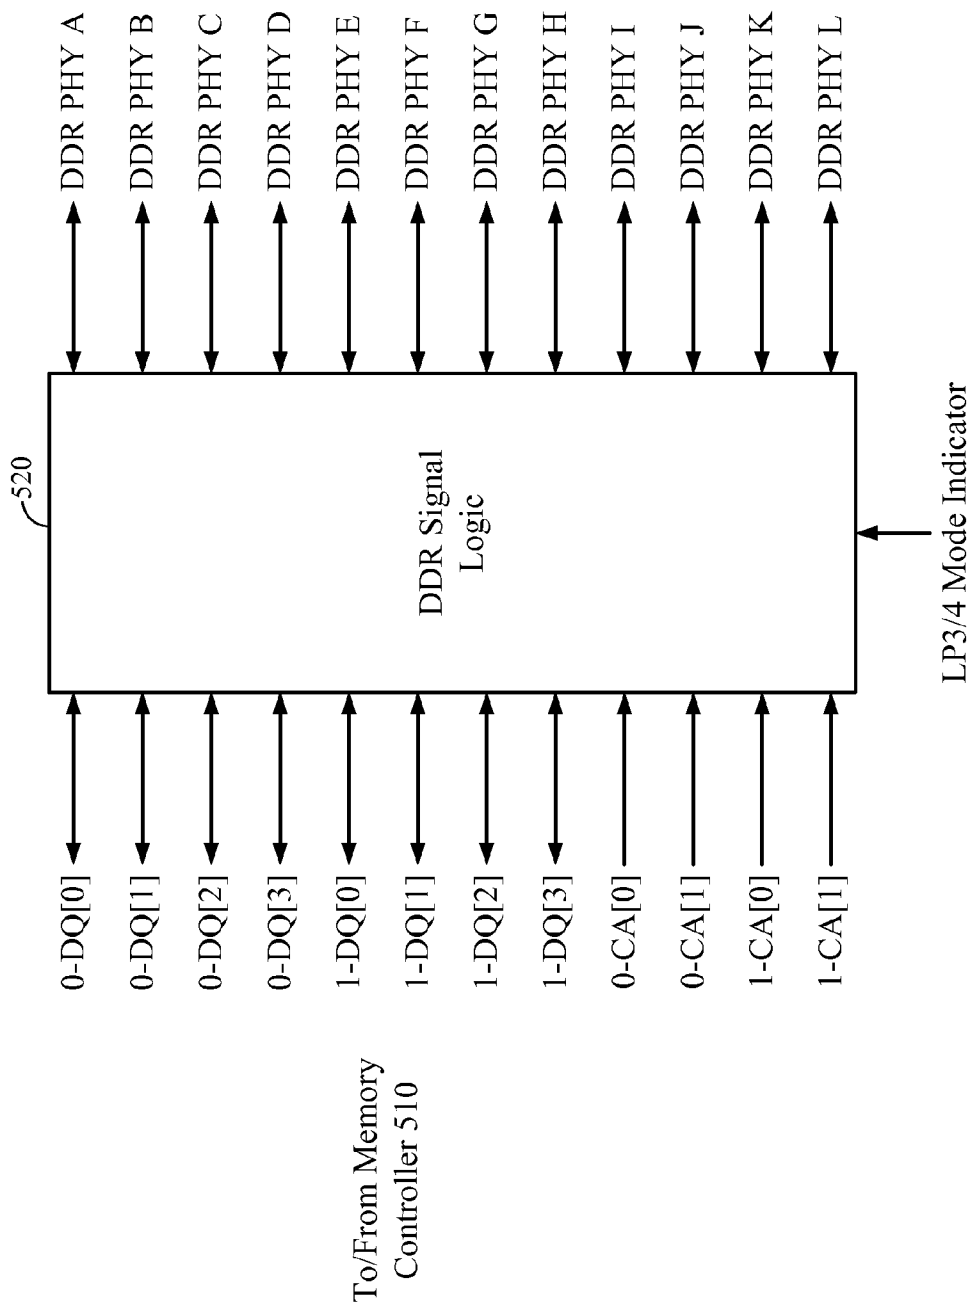 520
To/From Memory
Controller 510
0-DQ[0]
0-DQ[1]
0-DQ[2]
0-DQ[3]
1-DQ[0]
1-DQ[1]
1-DQ[2]
1-DQ[3]
0-CA[0]
0-CA[1]
1-CA[0]
1-CA[1]
DDR Signal
Logic
DDR PHY A
DDR PHY B
DDR PHY C
DDR PHY D
DDR PHY E
DDR PHY F
DDR PHY G
DDR PHY H
DDR PHY I
DDR PHY J
DDR PHY K
DDR PHY L
LP3/4 Mode Indicator